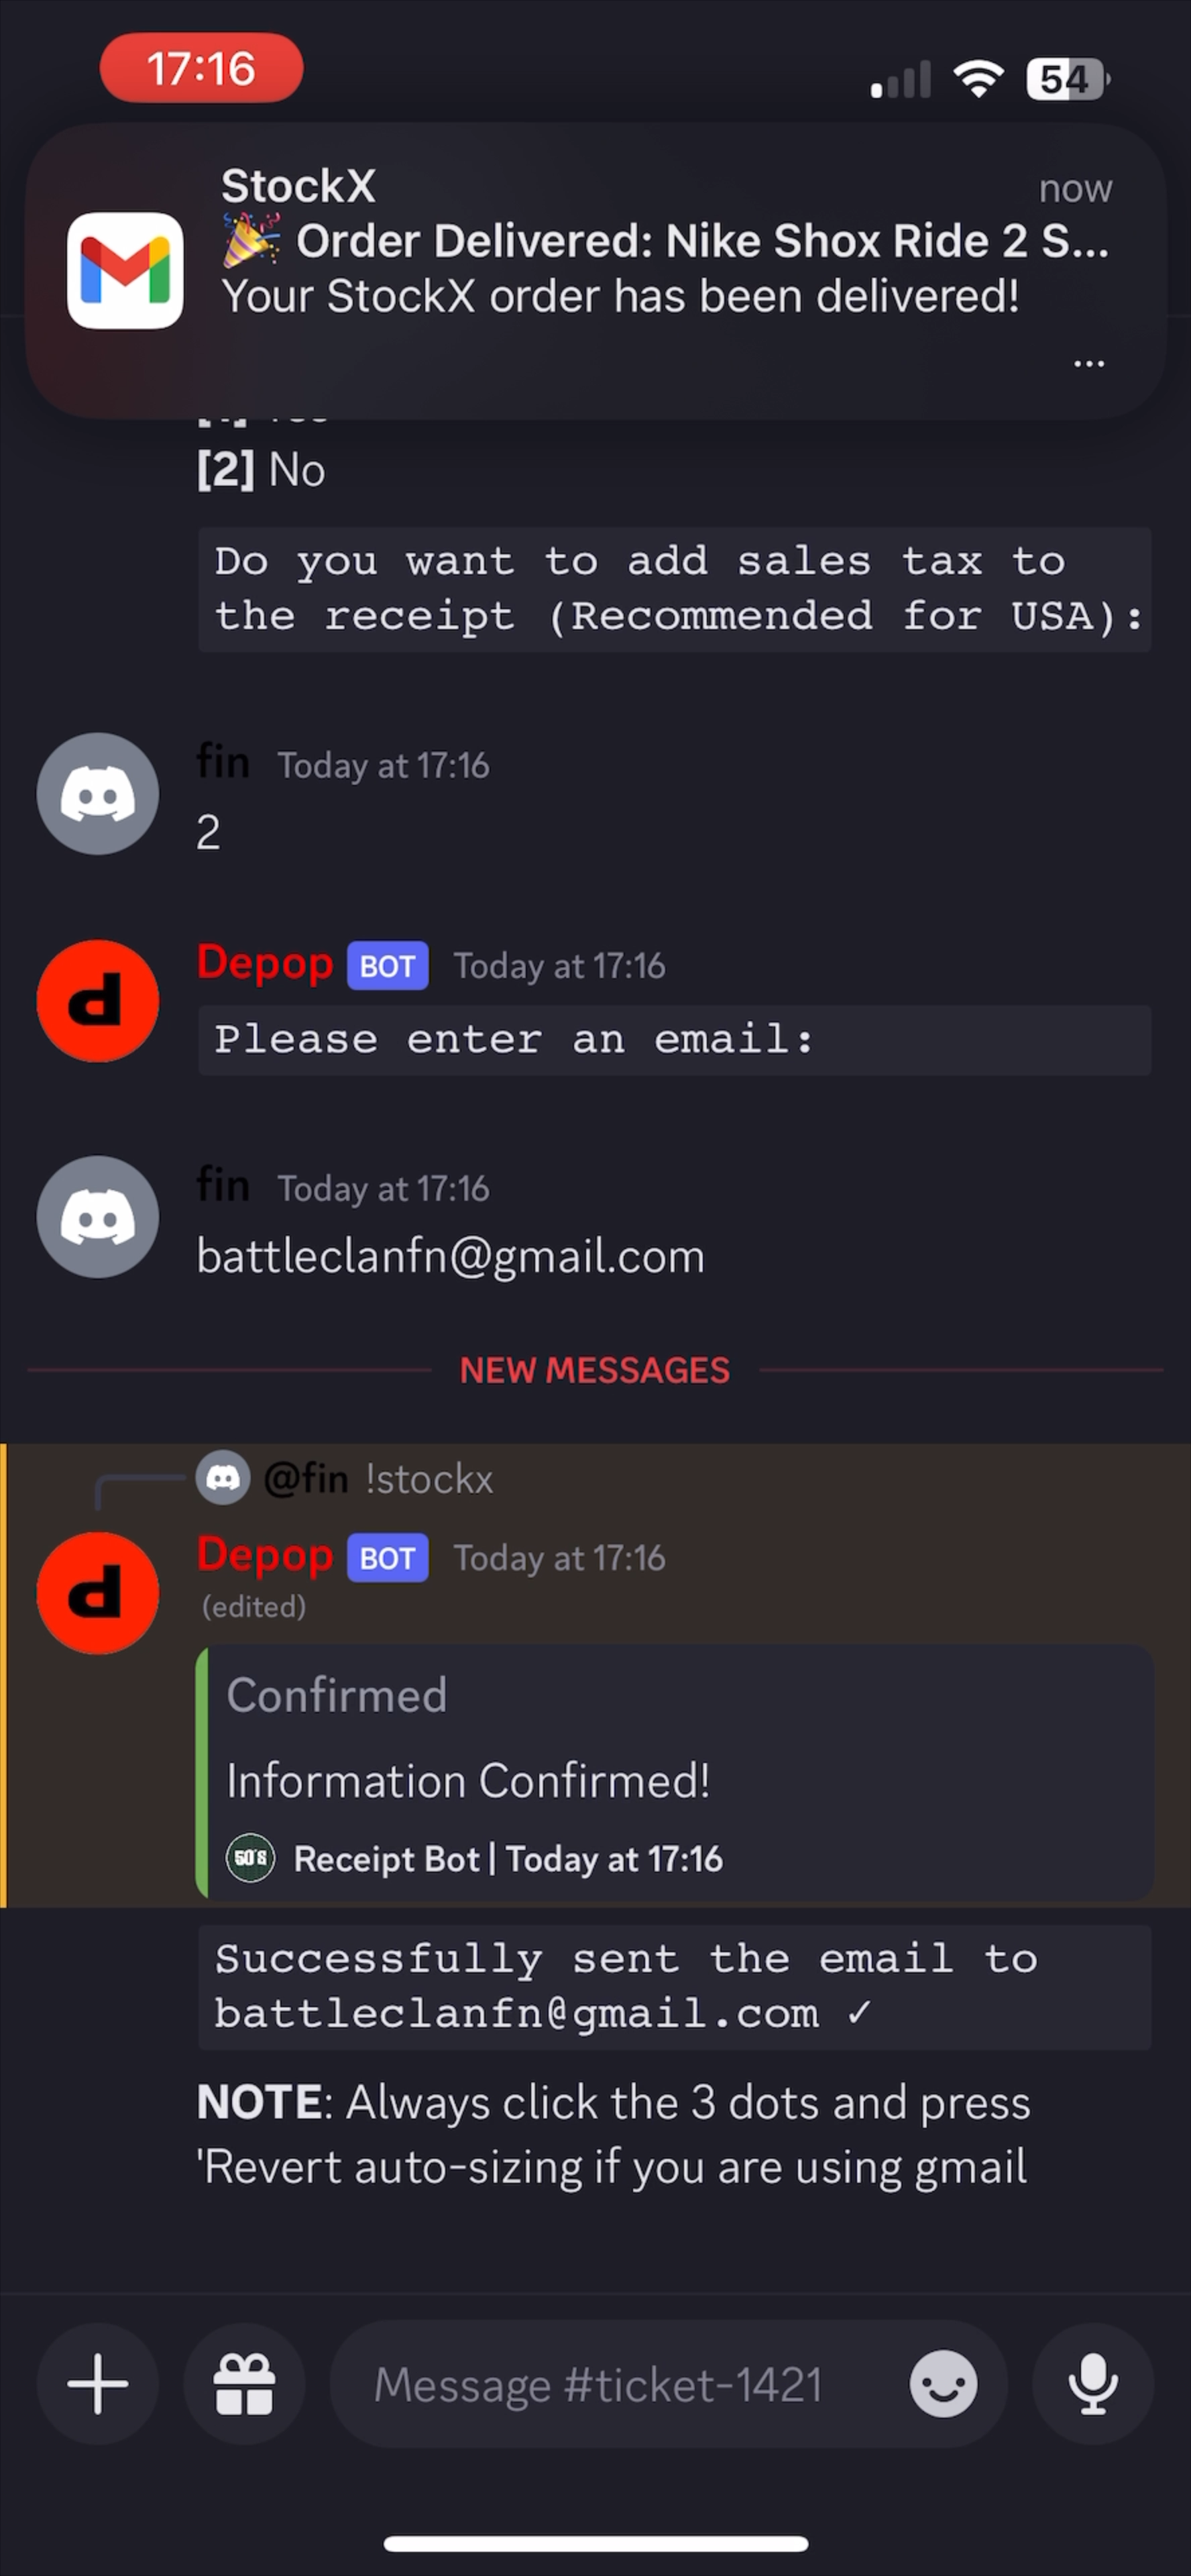 17:16
54
StockX
now
🎉 Order Delivered: Nike Shox Ride 2 S...
Your StockX order has been delivered!
...
[2] No
Do you want to add sales tax to
the receipt (Recommended for USA):
fin Today at 17:16
2
Depop BOT Today at 17:16
Please enter an email:
fin Today at 17:16
battleclanfn@gmail.com
NEW MESSAGES
@fin !stockx
Depop BOT Today at 17:16
(edited)
Confirmed
Information Confirmed!
50's Receipt Bot | Today at 17:16
Successfully sent the email to
battleclanfn@gmail.com ✓
NOTE: Always click the 3 dots and press
'Revert auto-sizing if you are using gmail
Message #ticket-1421